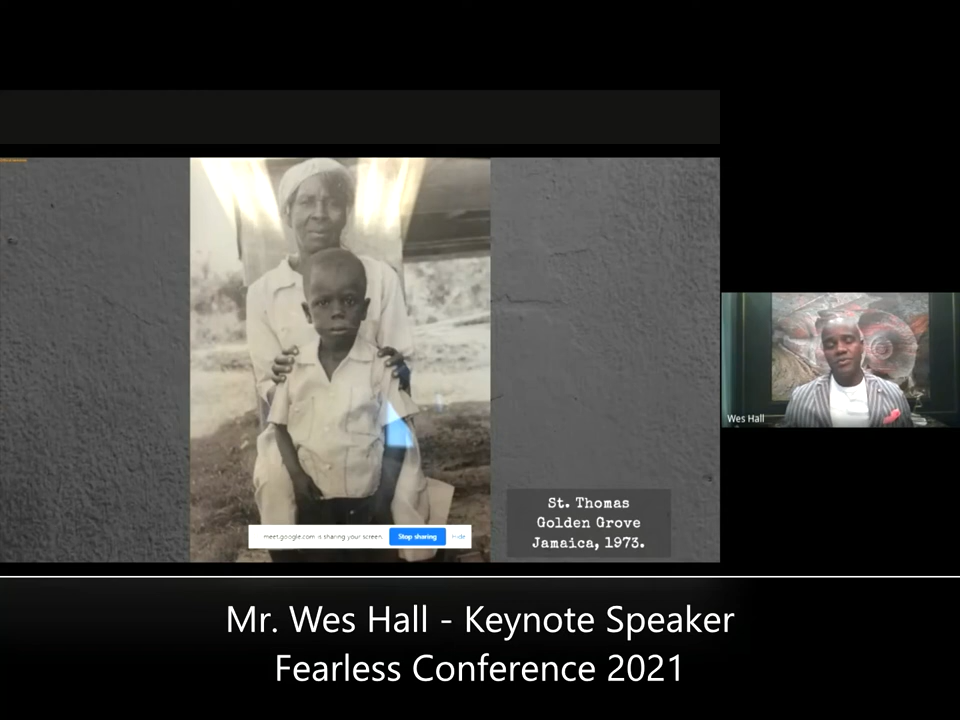 St. Thomas
Golden Grove
Jamaica, 1973.
Wes Hall
meet.google.com is sharing your screen.
Stop sharing
Hide
Mr. Wes Hall - Keynote Speaker
Fearless Conference 2021